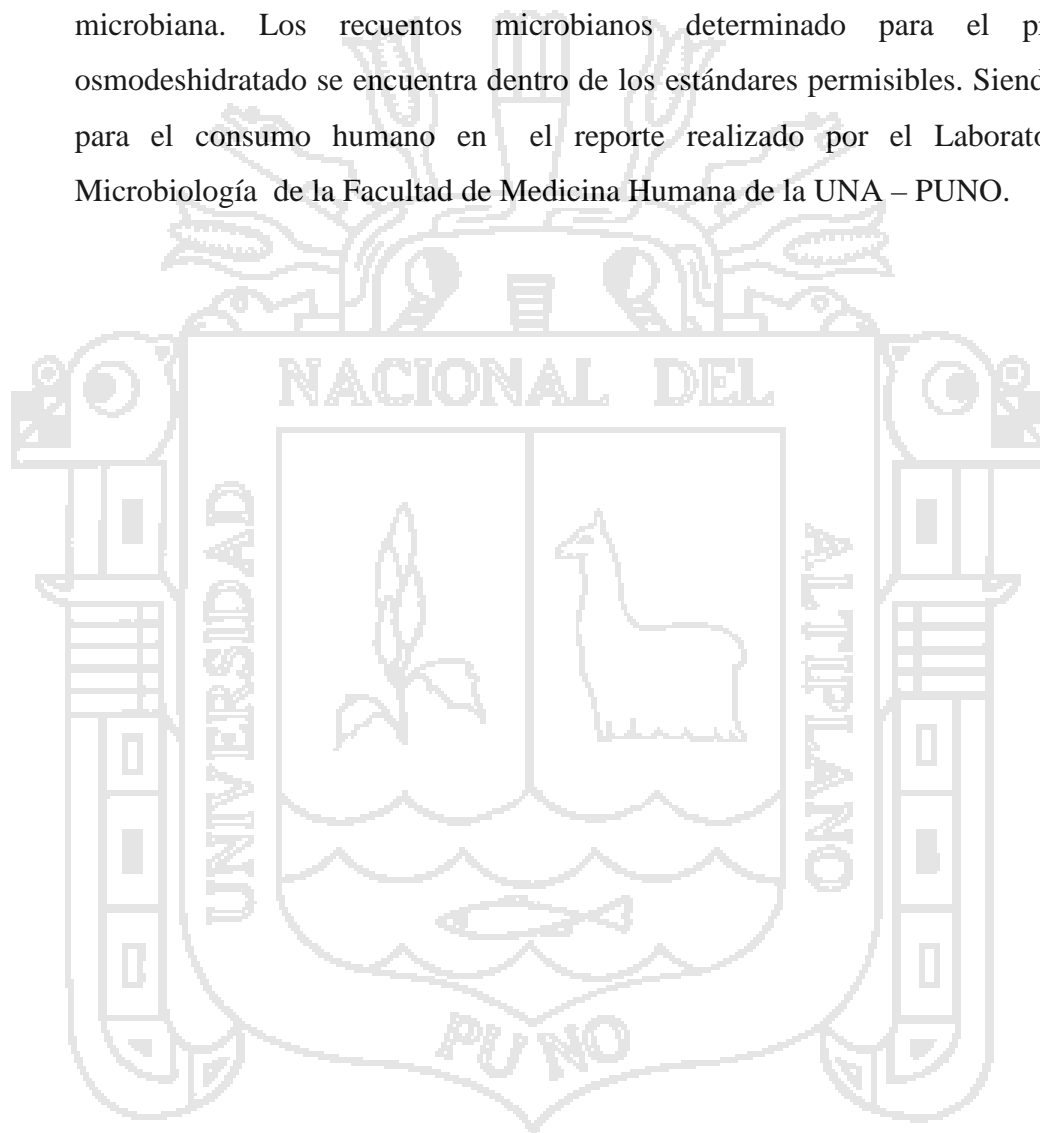 microbiana. Los recuentos microbianos determinado para el
osmodeshidratado se encuentra dentro de los estándares permisibles.
para el consumo humano en el reporte realizado por el
Microbiología de la Facultad de Medicina Humana de la UNA – PUNO.
NACIONAL DEL
UNIVERSIDAD
ALTIPLANO
PUNO